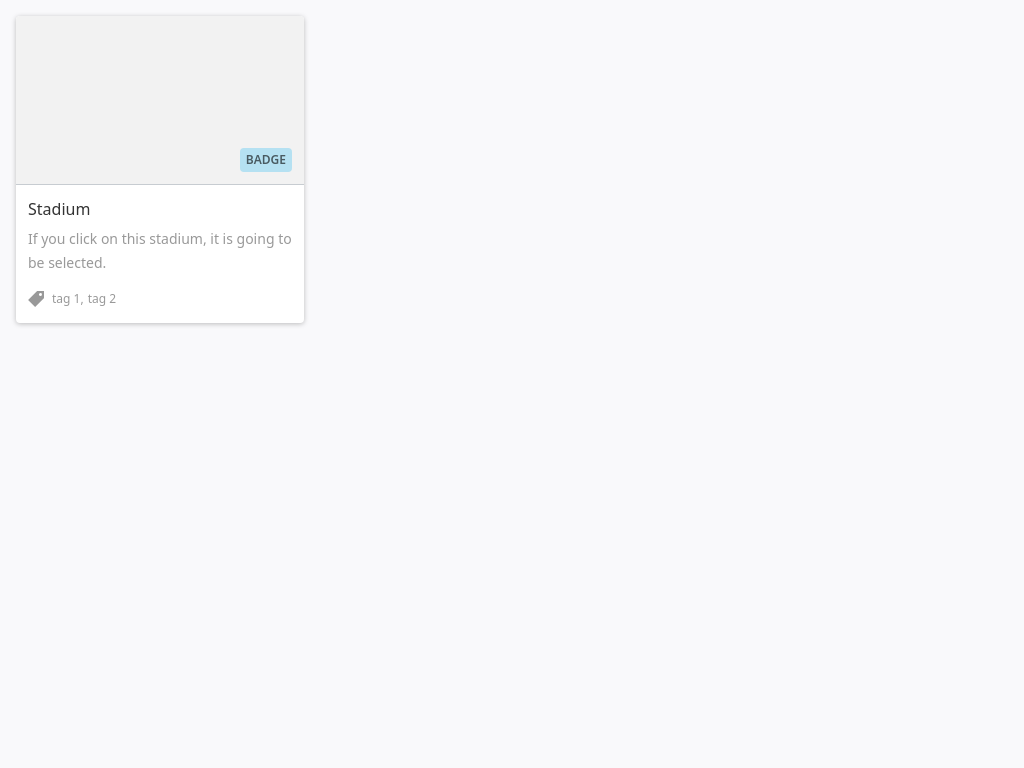 BADGE
Stadium
If you click on this stadium, it is going to
be selected.
tag 1, tag 2